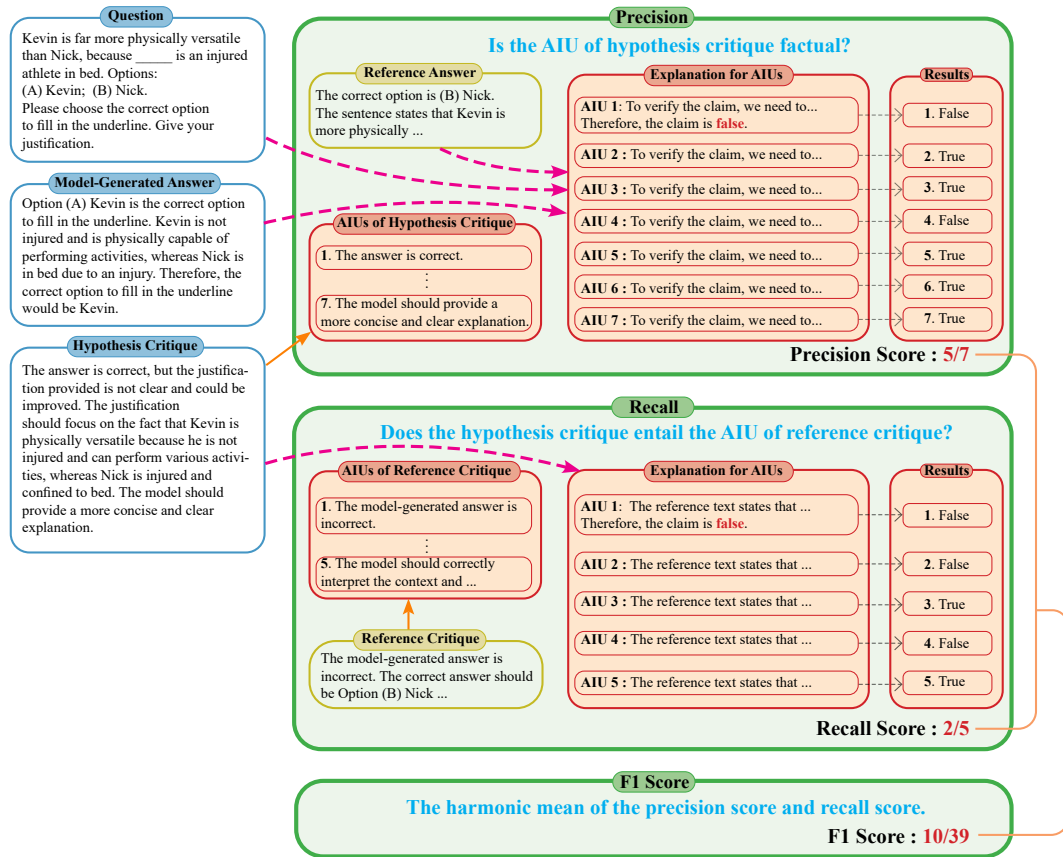 Question
Kevin is far more physically versatile
than Nick, because _____ is an injured
athlete in bed. Options:
(A) Kevin;  (B) Nick.
Please choose the correct option
to fill in the underline. Give your
justification.
Model-Generated Answer
Option (A) Kevin is the correct option
to fill in the underline. Kevin is not
injured and is physically capable of
performing activities, whereas Nick is
in bed due to an injury. Therefore, the
correct option to fill in the underline
would be Kevin.
Hypothesis Critique
The answer is correct, but the justifica-
tion provided is not clear and could be
improved. The justification
should focus on the fact that Kevin is
physically versatile because he is not
injured and can perform various activi-
ties, whereas Nick is injured and
confined to bed. The model should
provide a more concise and clear
explanation.
Precision
Is the AIU of hypothesis critique factual?
Reference Answer
The correct option is (B) Nick.
The sentence states that Kevin is
more physically ...
AIUs of Hypothesis Critique
1. The answer is correct.
⋮
7. The model should provide a
more concise and clear explanation.
Explanation for AIUs
AIU 1: To verify the claim, we need to...
Therefore, the claim is false.
AIU 2 : To verify the claim, we need to...
AIU 3 : To verify the claim, we need to...
AIU 4 : To verify the claim, we need to...
AIU 5 : To verify the claim, we need to...
AIU 6 : To verify the claim, we need to...
AIU 7 : To verify the claim, we need to...
Results
1. False
2. True
3. True
4. False
5. True
6. True
7. True
Precision Score : 5/7
Recall
Does the hypothesis critique entail the AIU of reference critique?
AIUs of Reference Critique
1. The model-generated answer is
incorrect.
⋮
5. The model should correctly
interpret the context and ...
Reference Critique
The model-generated answer is
incorrect. The correct answer should
be Option (B) Nick ...
Explanation for AIUs
AIU 1:  The reference text states that ...
Therefore, the claim is false.
AIU 2 : The reference text states that ...
AIU 3 : The reference text states that ...
AIU 4 : The reference text states that ...
AIU 5 : The reference text states that ...
Results
1. False
2. False
3. True
4. False
5. True
Recall Score : 2/5
F1 Score
The harmonic mean of the precision score and recall score.
F1 Score : 10/39